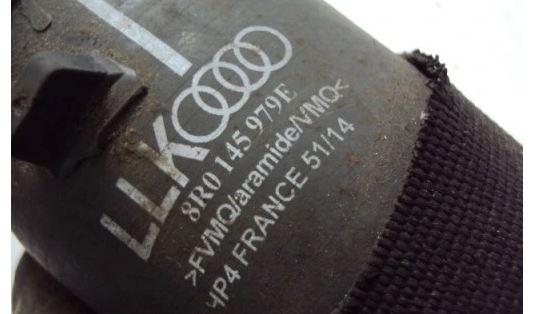 LLK
8R0 145 979E
>FVMQ/aramide/VMQ<
HP4 FRANCE 51/14